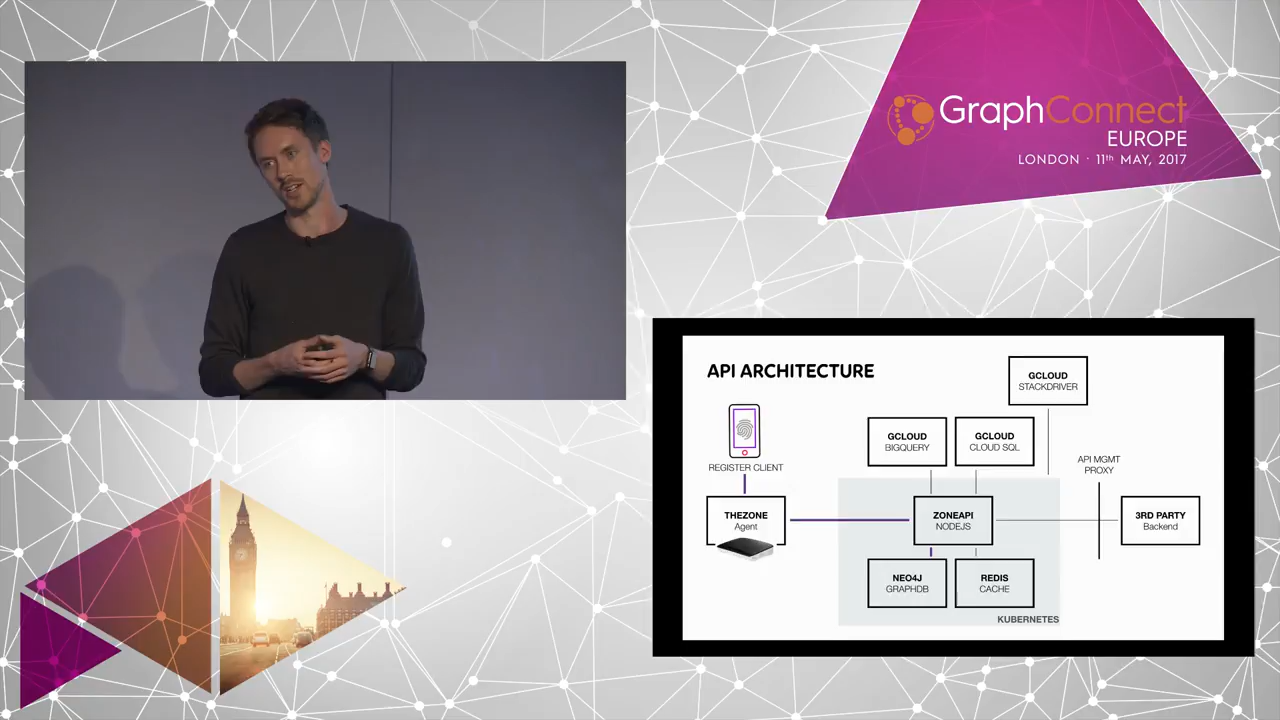 GraphConnect
EUROPE
LONDON · 11th MAY, 2017
API ARCHITECTURE
GCLOUD
STACKDRIVER
GCLOUD
BIGQUERY
GCLOUD
CLOUD SQL
REGISTER CLIENT
API MGMT
PROXY
THEZONE
Agent
ZONEAPI
NODEJS
3RD PARTY
Backend
NEO4J
GRAPHDB
REDIS
CACHE
KUBERNETES